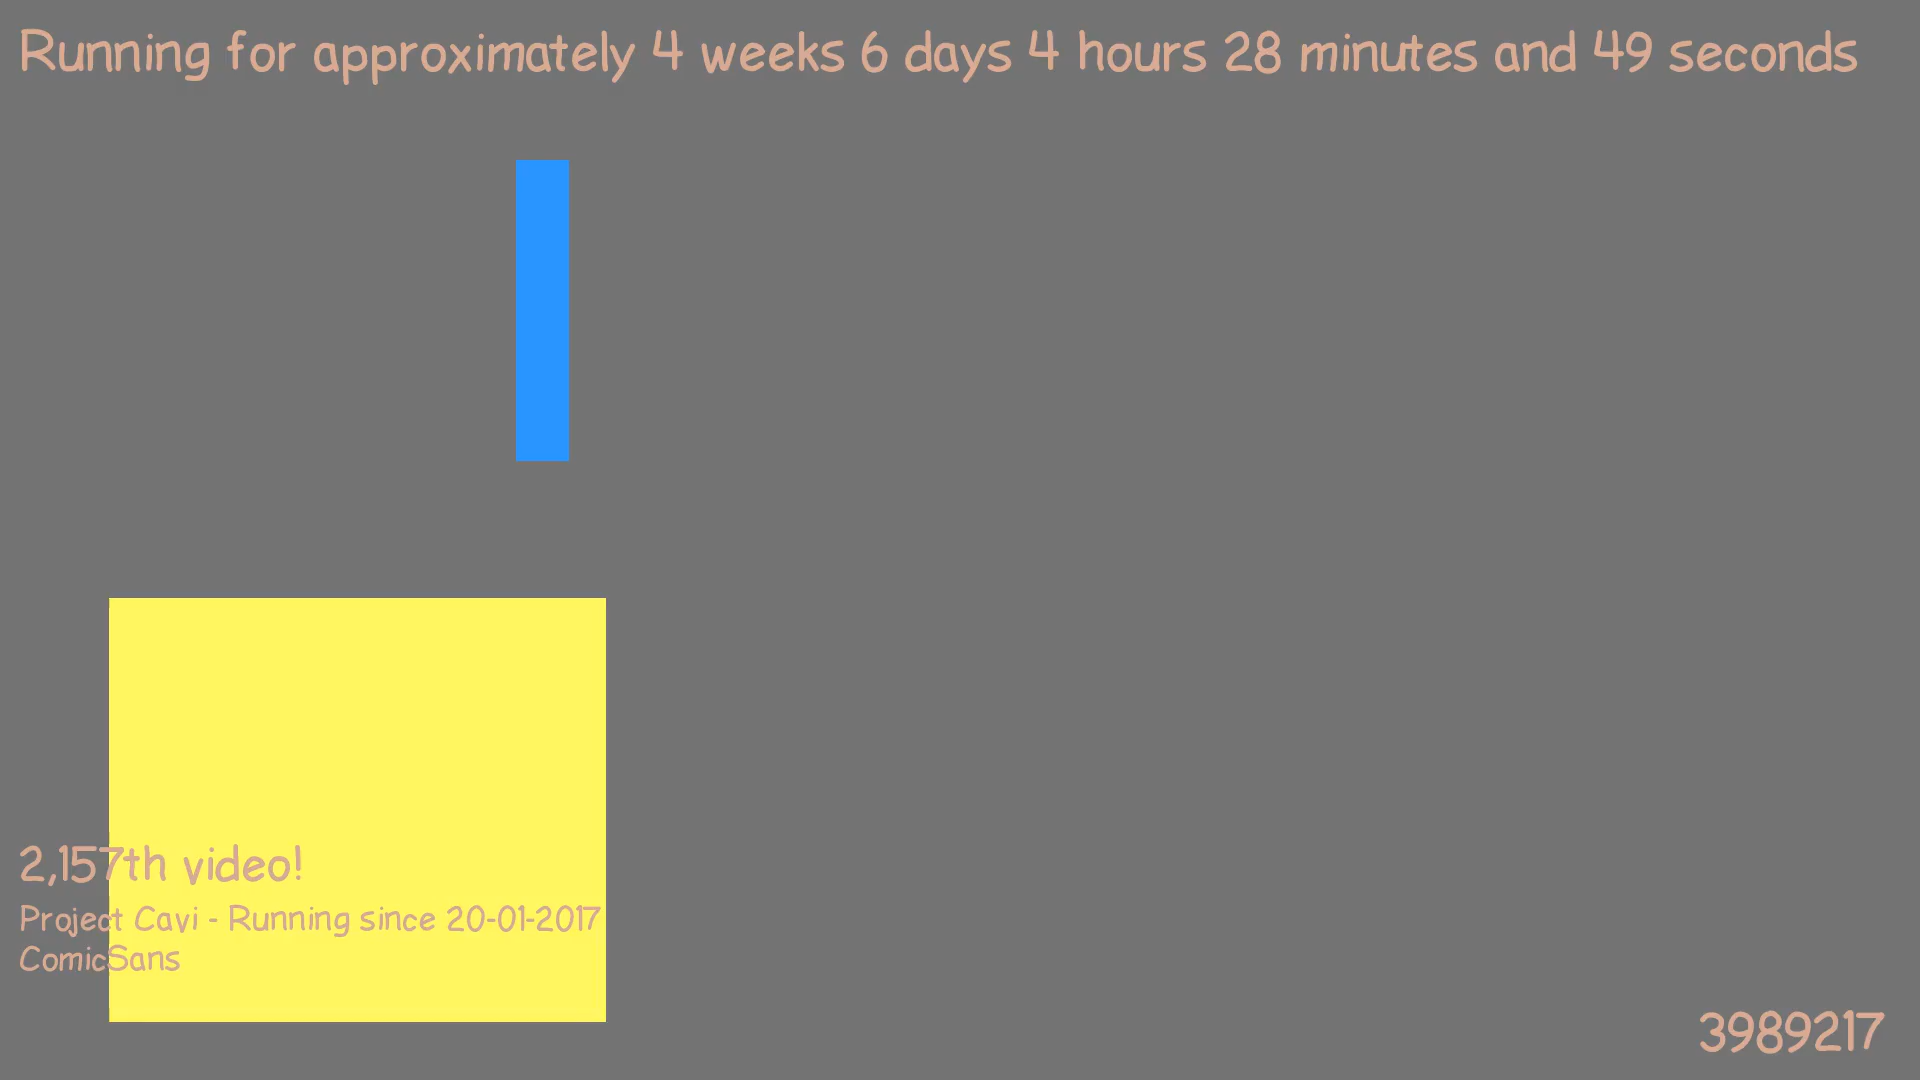 Running for approximately 4 weeks 6 days 4 hours 28 minutes and 49 seconds
2,157th video!
Project Cavi - Running since 20-01-2017
ComicSans
3989217